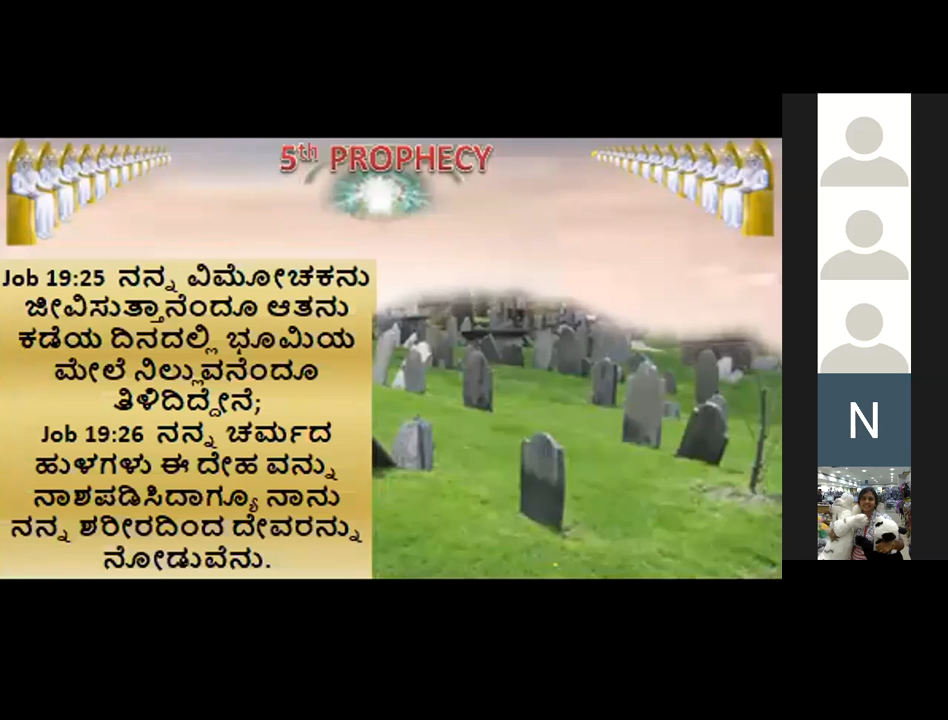 5th PROPHECY
Job 19:25 ನನ್ನ ವಿಮೋಚಕನು
ಜೀವಿಸುತ್ತಾನೆಂದೂ ಆತನು
ಕಡೆಯ ದಿನದಲ್ಲಿ ಭೂಮಿಯ
ಮೇಲೆ ನಿಲ್ಲುವನೆಂದೂ
ತಿಳಿದಿದ್ದೇನೆ;
Job 19:26 ನನ್ನ ಚರ್ಮದ
ಹುಳಗಳು ಈ ದೇಹ ವನ್ನು
ನಾಶಪಡಿಸಿದಾಗ್ಯೂ ನಾನು
ನನ್ನ ಶರೀರದಿಂದ ದೇವರನ್ನು
ನೋಡುವೆನು.
N